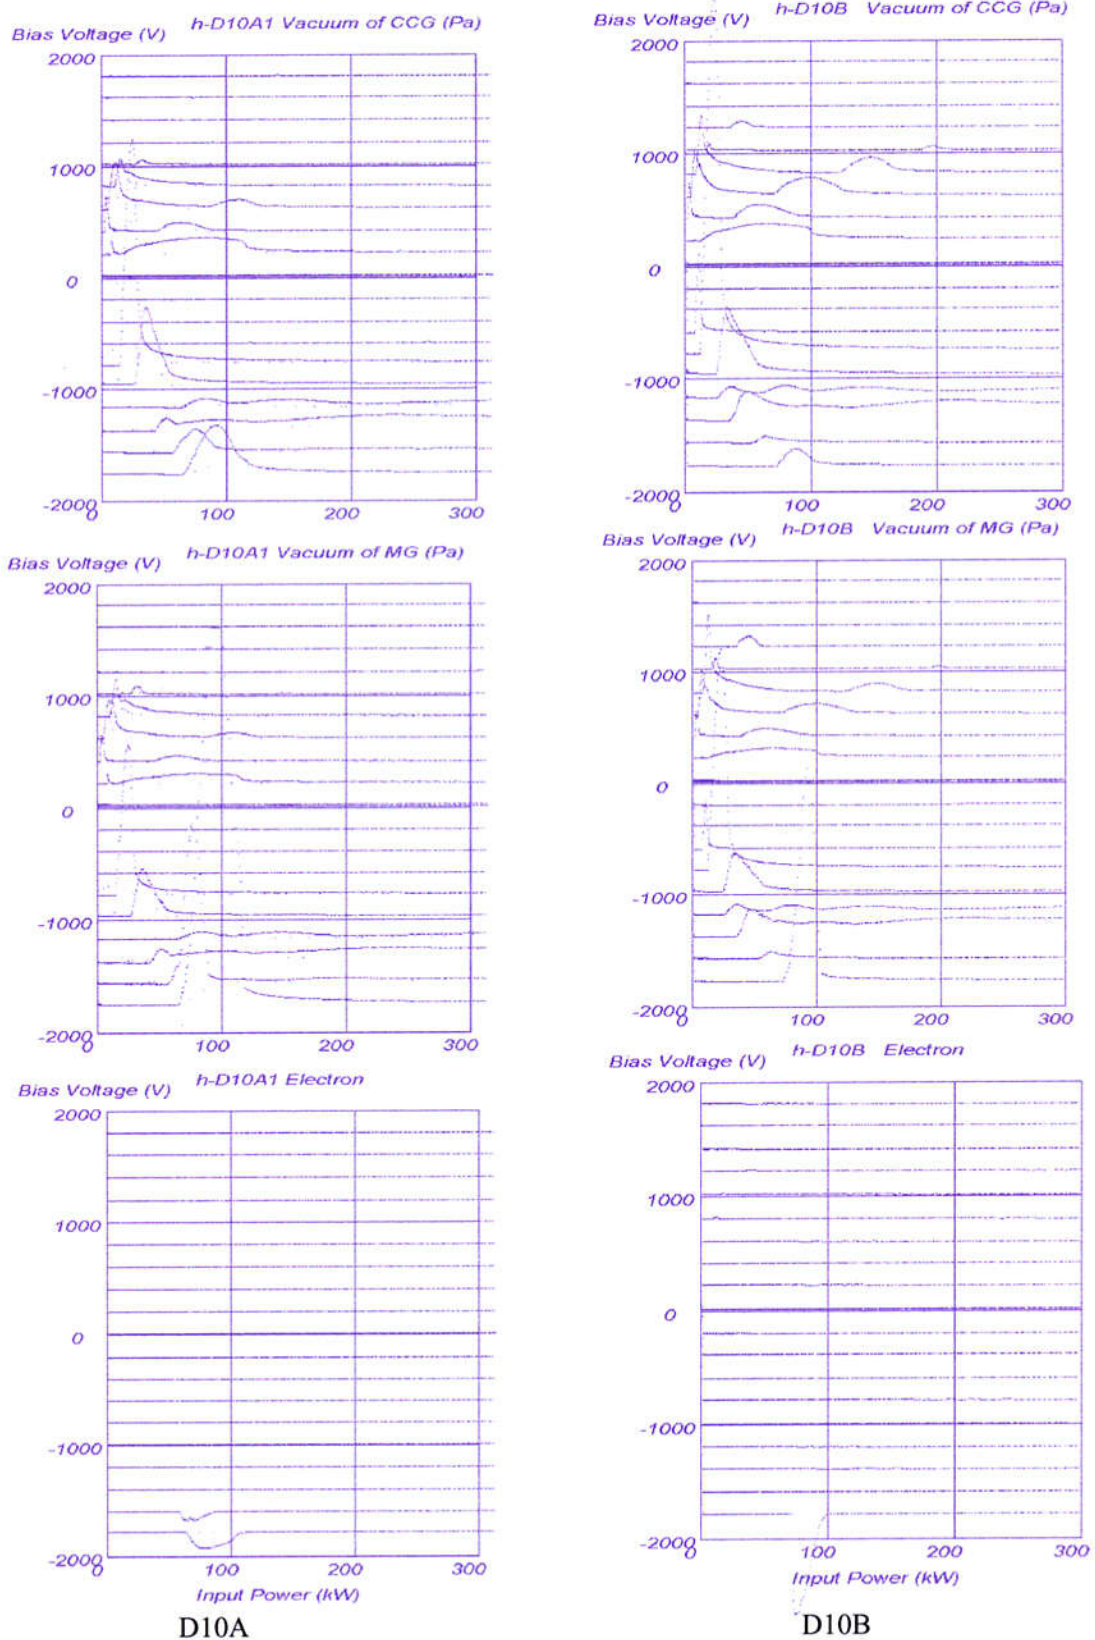 h-D10A1 Vacuum of CCG (Pa)
Bias Voltage (V)
2000
1000
0
-1000
-2000
0 100 200 300
h-D10B Vacuum of CCG (Pa)
Bias Voltage (V)
2000
1000
0
-1000
-2000
0 100 200 300
h-D10A1 Vacuum of MG (Pa)
Bias Voltage (V)
2000
1000
0
-1000
-2000
0 100 200 300
h-D10B Vacuum of MG (Pa)
Bias Voltage (V)
2000
1000
0
-1000
-2000
0 100 200 300
h-D10A1 Electron
Bias Voltage (V)
2000
1000
0
-1000
-2000
0 100 200 300
Input Power (kW)
D10A
h-D10B Electron
Bias Voltage (V)
2000
1000
0
-1000
-2000
0 100 200 300
Input Power (kW)
D10B